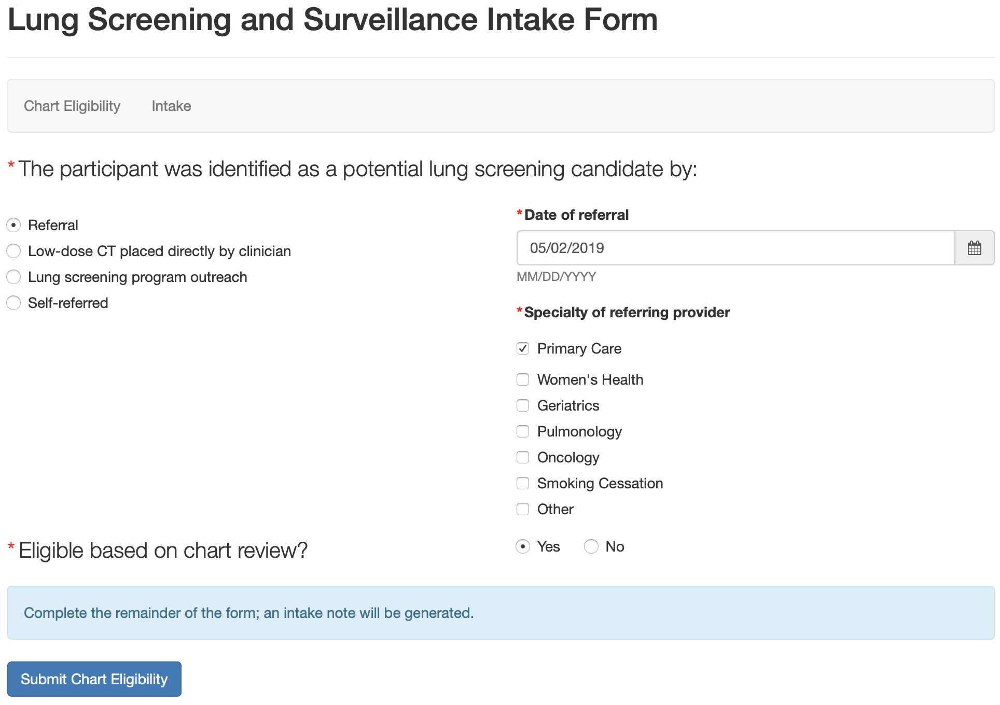 Lung Screening and Surveillance Intake Form
Chart Eligibility Intake
* The participant was identified as a potential lung screening candidate by:
Referral
Low-dose CT placed directly by clinician
Lung screening program outreach
Self-referred
* Date of referral
05/02/2019
MM/DD/YYYY
* Specialty of referring provider
Primary Care
Women's Health
Geriatrics
Pulmonology
Oncology
Smoking Cessation
Other
* Eligible based on chart review?
Yes No
Complete the remainder of the form; an intake note will be generated.
Submit Chart Eligibility